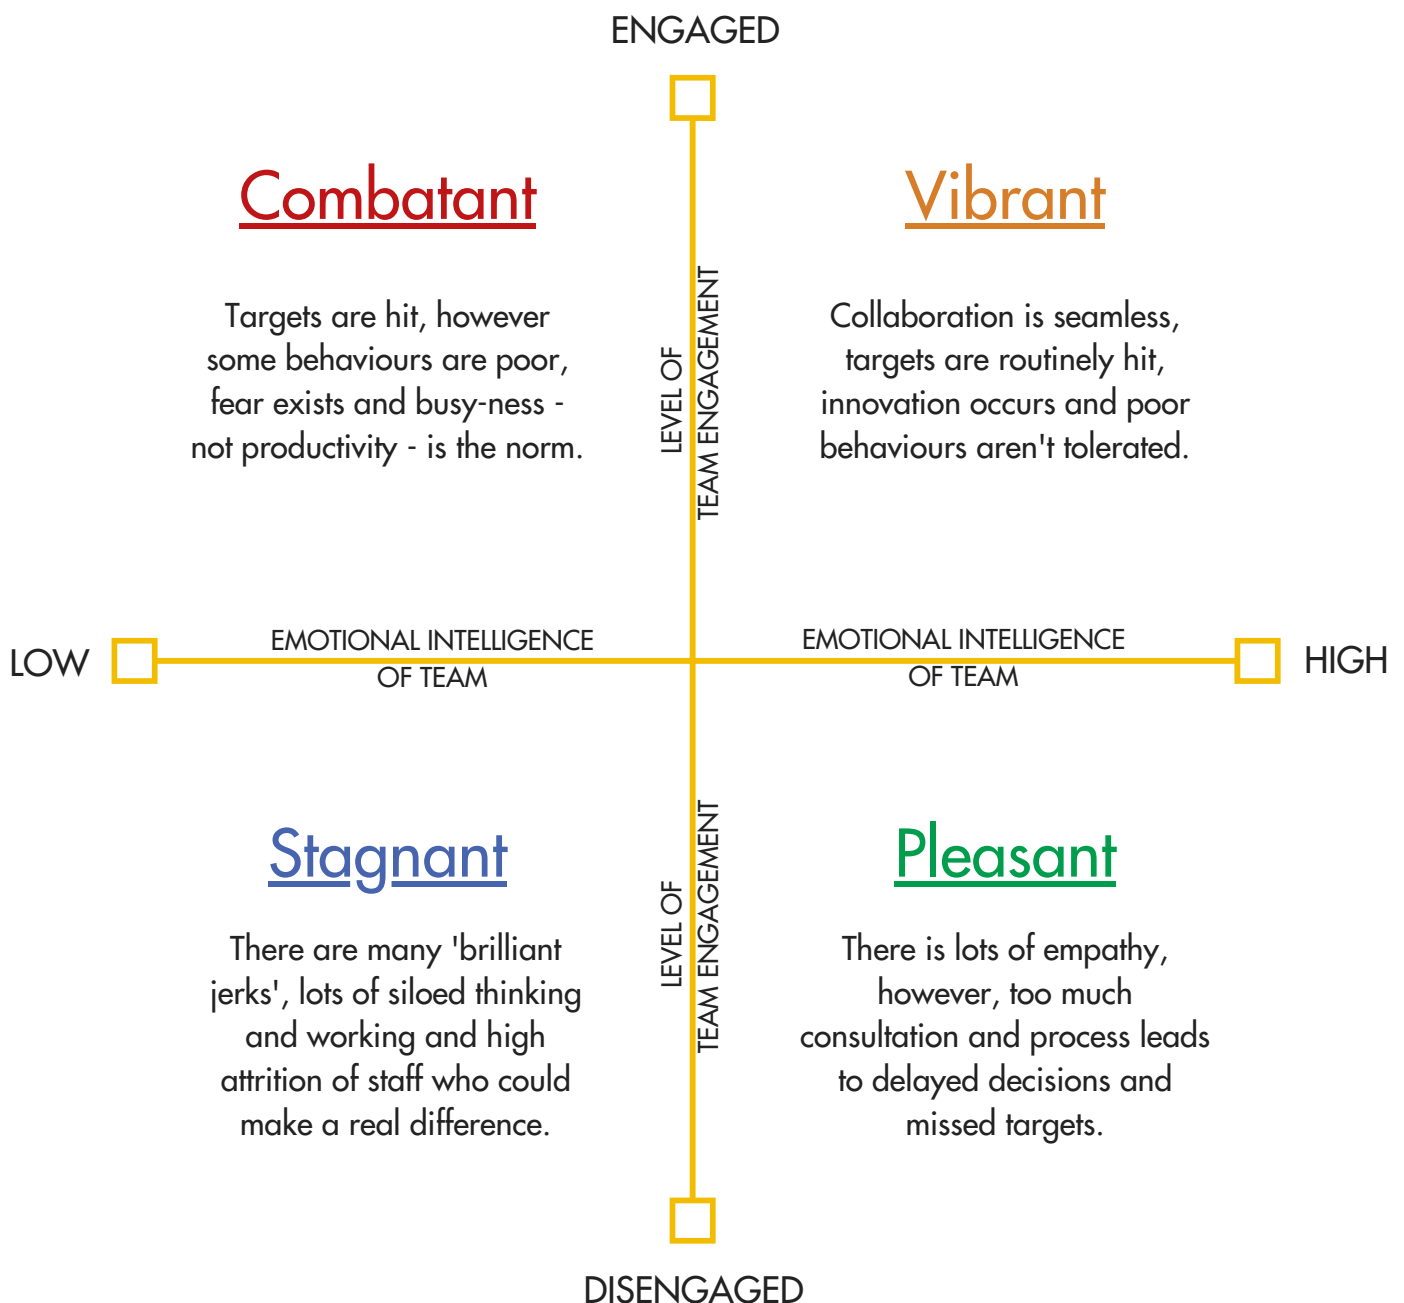 ENGAGED
Combatant
Targets are hit, however
some behaviours are poor,
fear exists and busy-ness -
not productivity - is the norm.
LEVEL OF
TEAM ENGAGEMENT
Vibrant
Collaboration is seamless,
targets are routinely hit,
innovation occurs and poor
behaviours aren't tolerated.
LOW
EMOTIONAL INTELLIGENCE
OF TEAM
EMOTIONAL INTELLIGENCE
OF TEAM
HIGH
Stagnant
There are many 'brilliant
jerks', lots of siloed thinking
and working and high
attrition of staff who could
make a real difference.
LEVEL OF
TEAM ENGAGEMENT
Pleasant
There is lots of empathy,
however, too much
consultation and process leads
to delayed decisions and
missed targets.
DISENGAGED